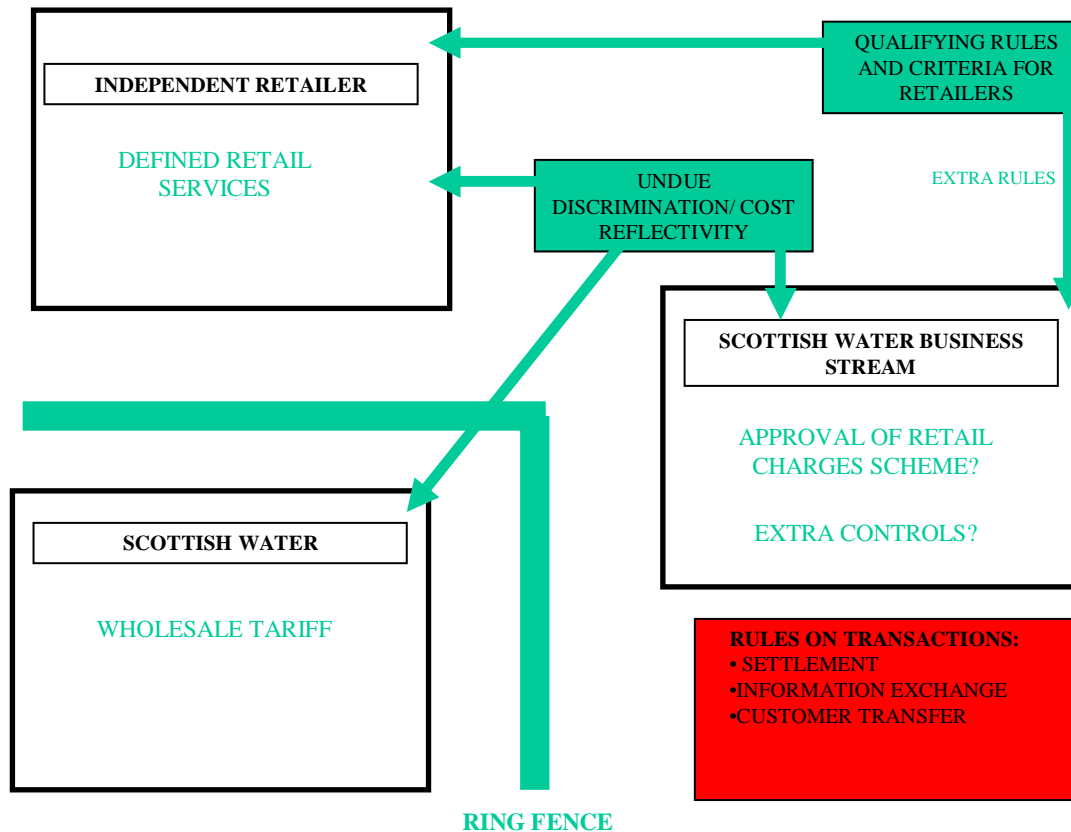 INDEPENDENT RETAILER
DEFINED RETAIL
SERVICES
QUALIFYING RULES
AND CRITERIA FOR
RETAILERS
UNDUE
DISCRIMINATION/ COST
REFLECTIVITY
EXTRA RULES
SCOTTISH WATER BUSINESS
STREAM
APPROVAL OF RETAIL
CHARGES SCHEME?
EXTRA CONTROLS?
SCOTTISH WATER
WHOLESALE TARIFF
RULES ON TRANSACTIONS:
• SETTLEMENT
•INFORMATION EXCHANGE
•CUSTOMER TRANSFER
RING FENCE